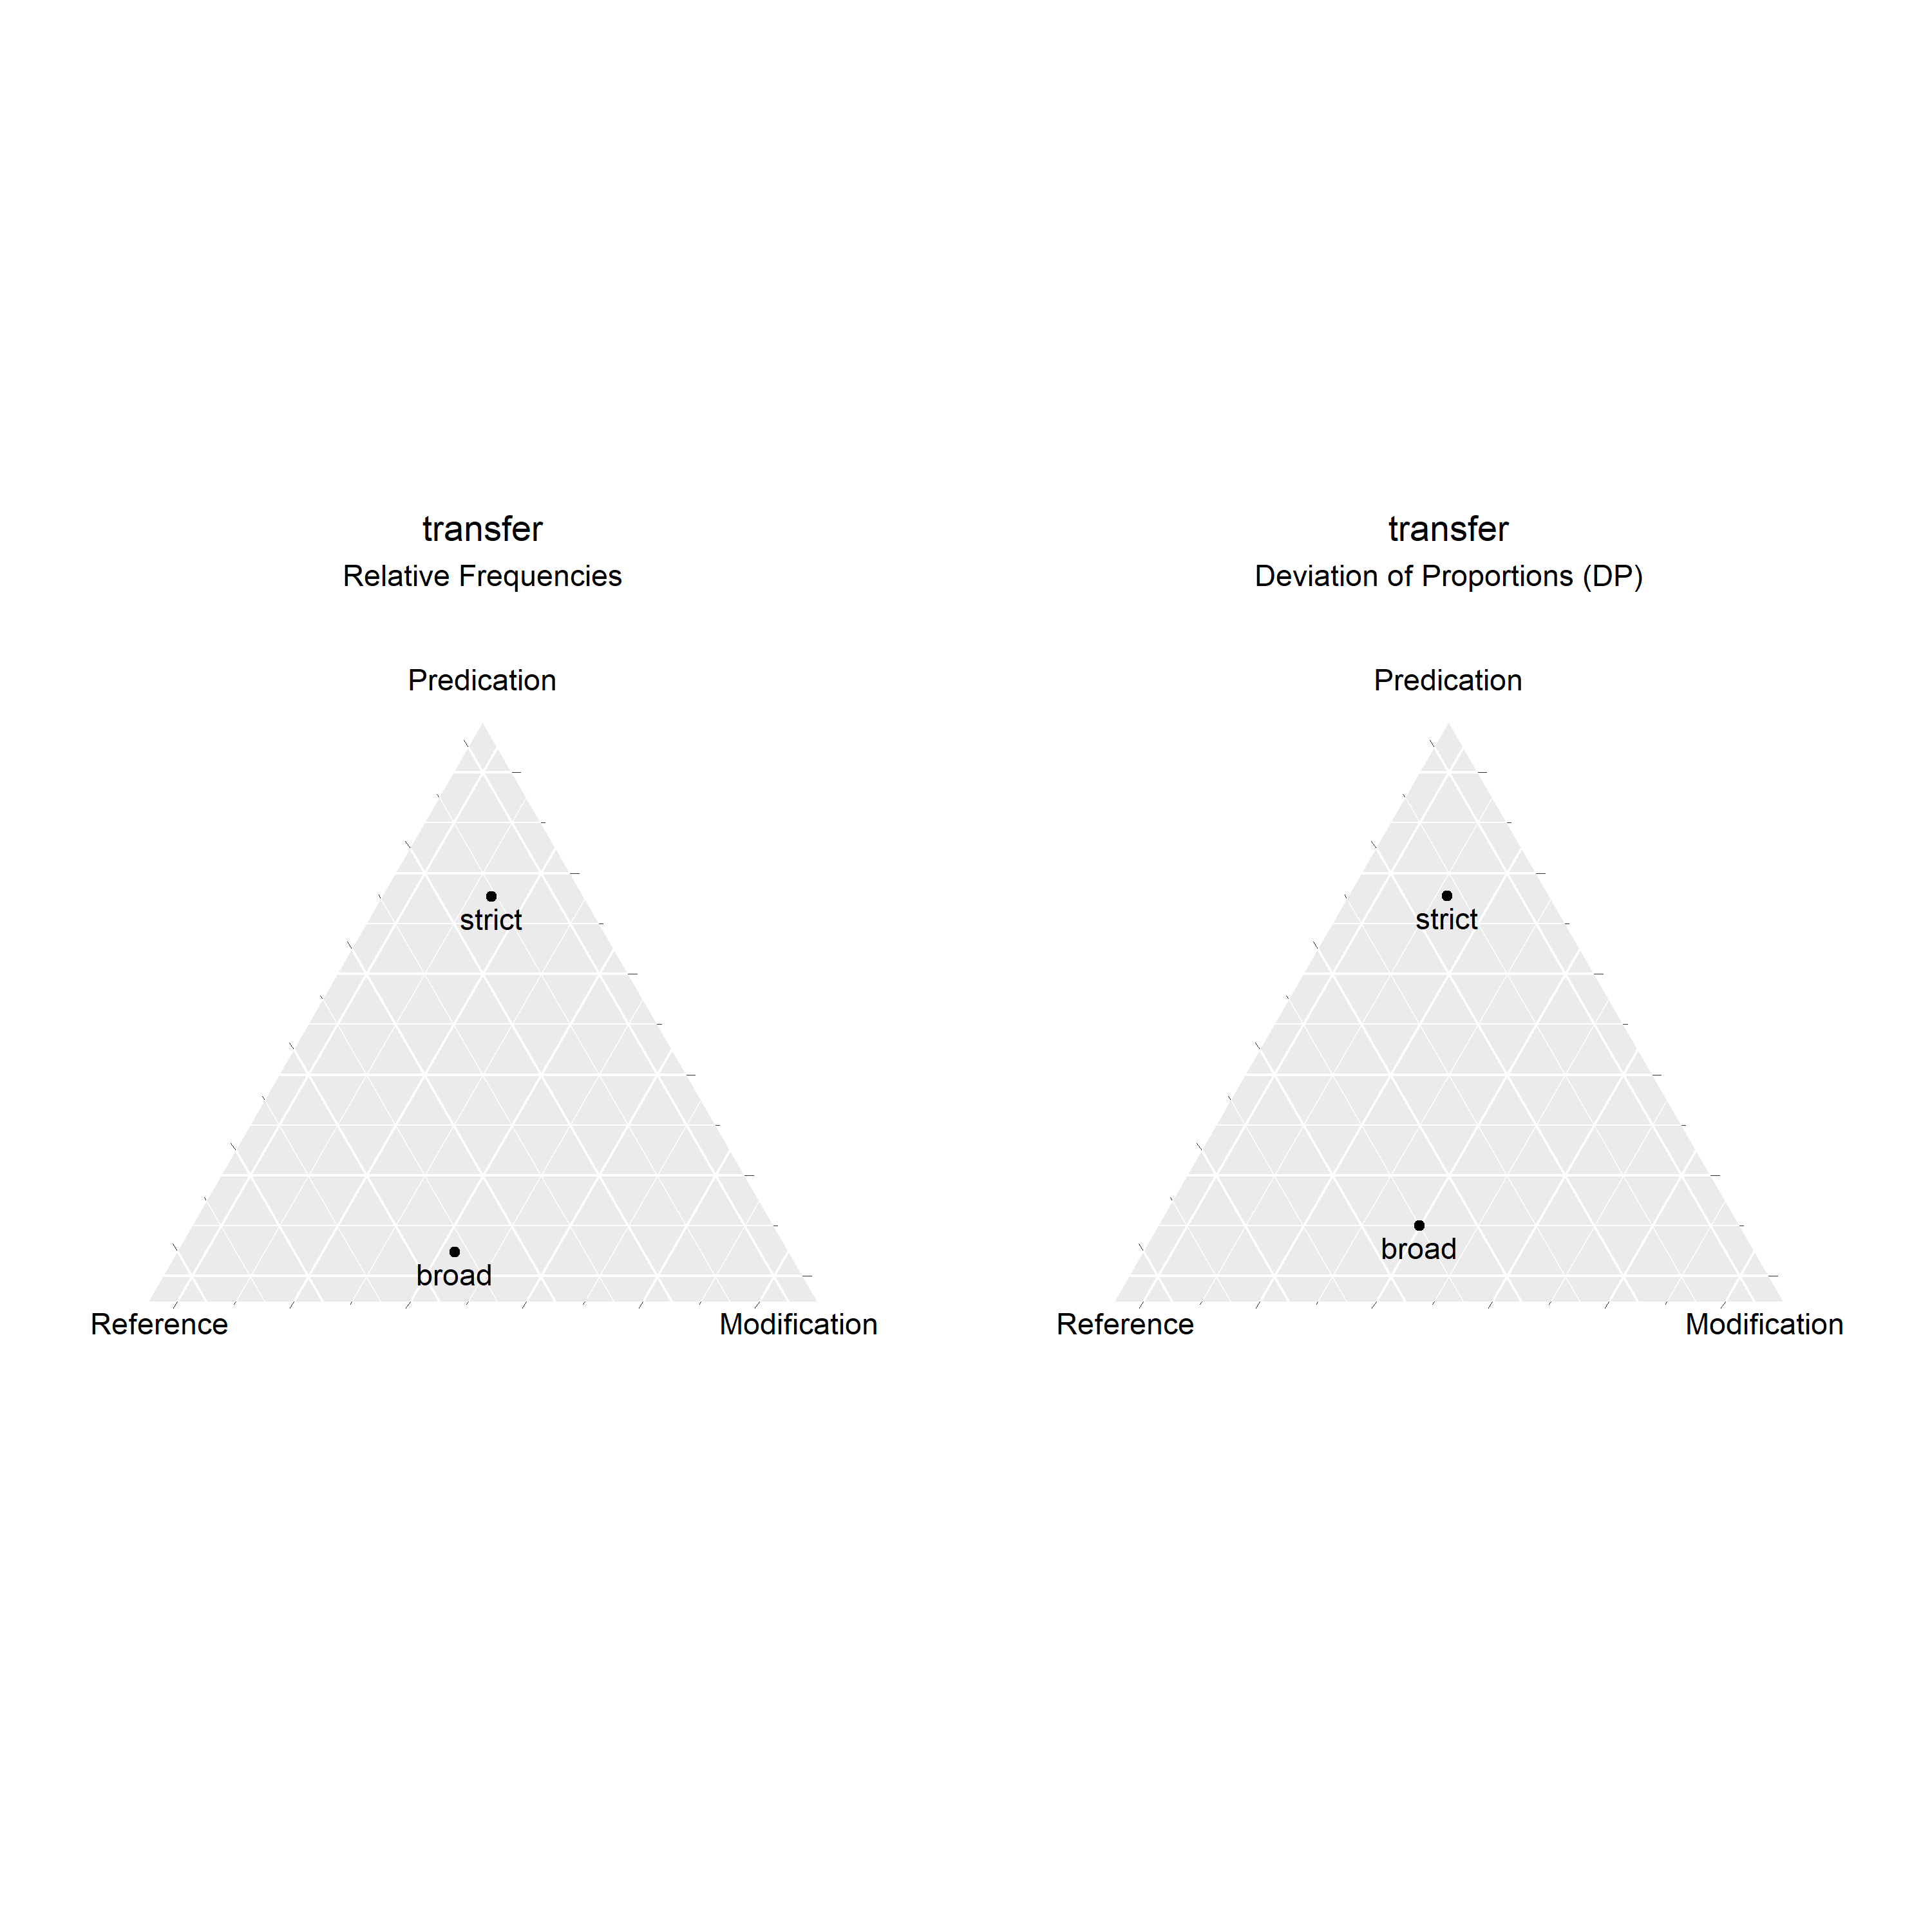 transfer
Relative Frequencies
Predication
strict
broad
Reference
Modification
transfer
Deviation of Proportions (DP)
Predication
strict
broad
Reference
Modification